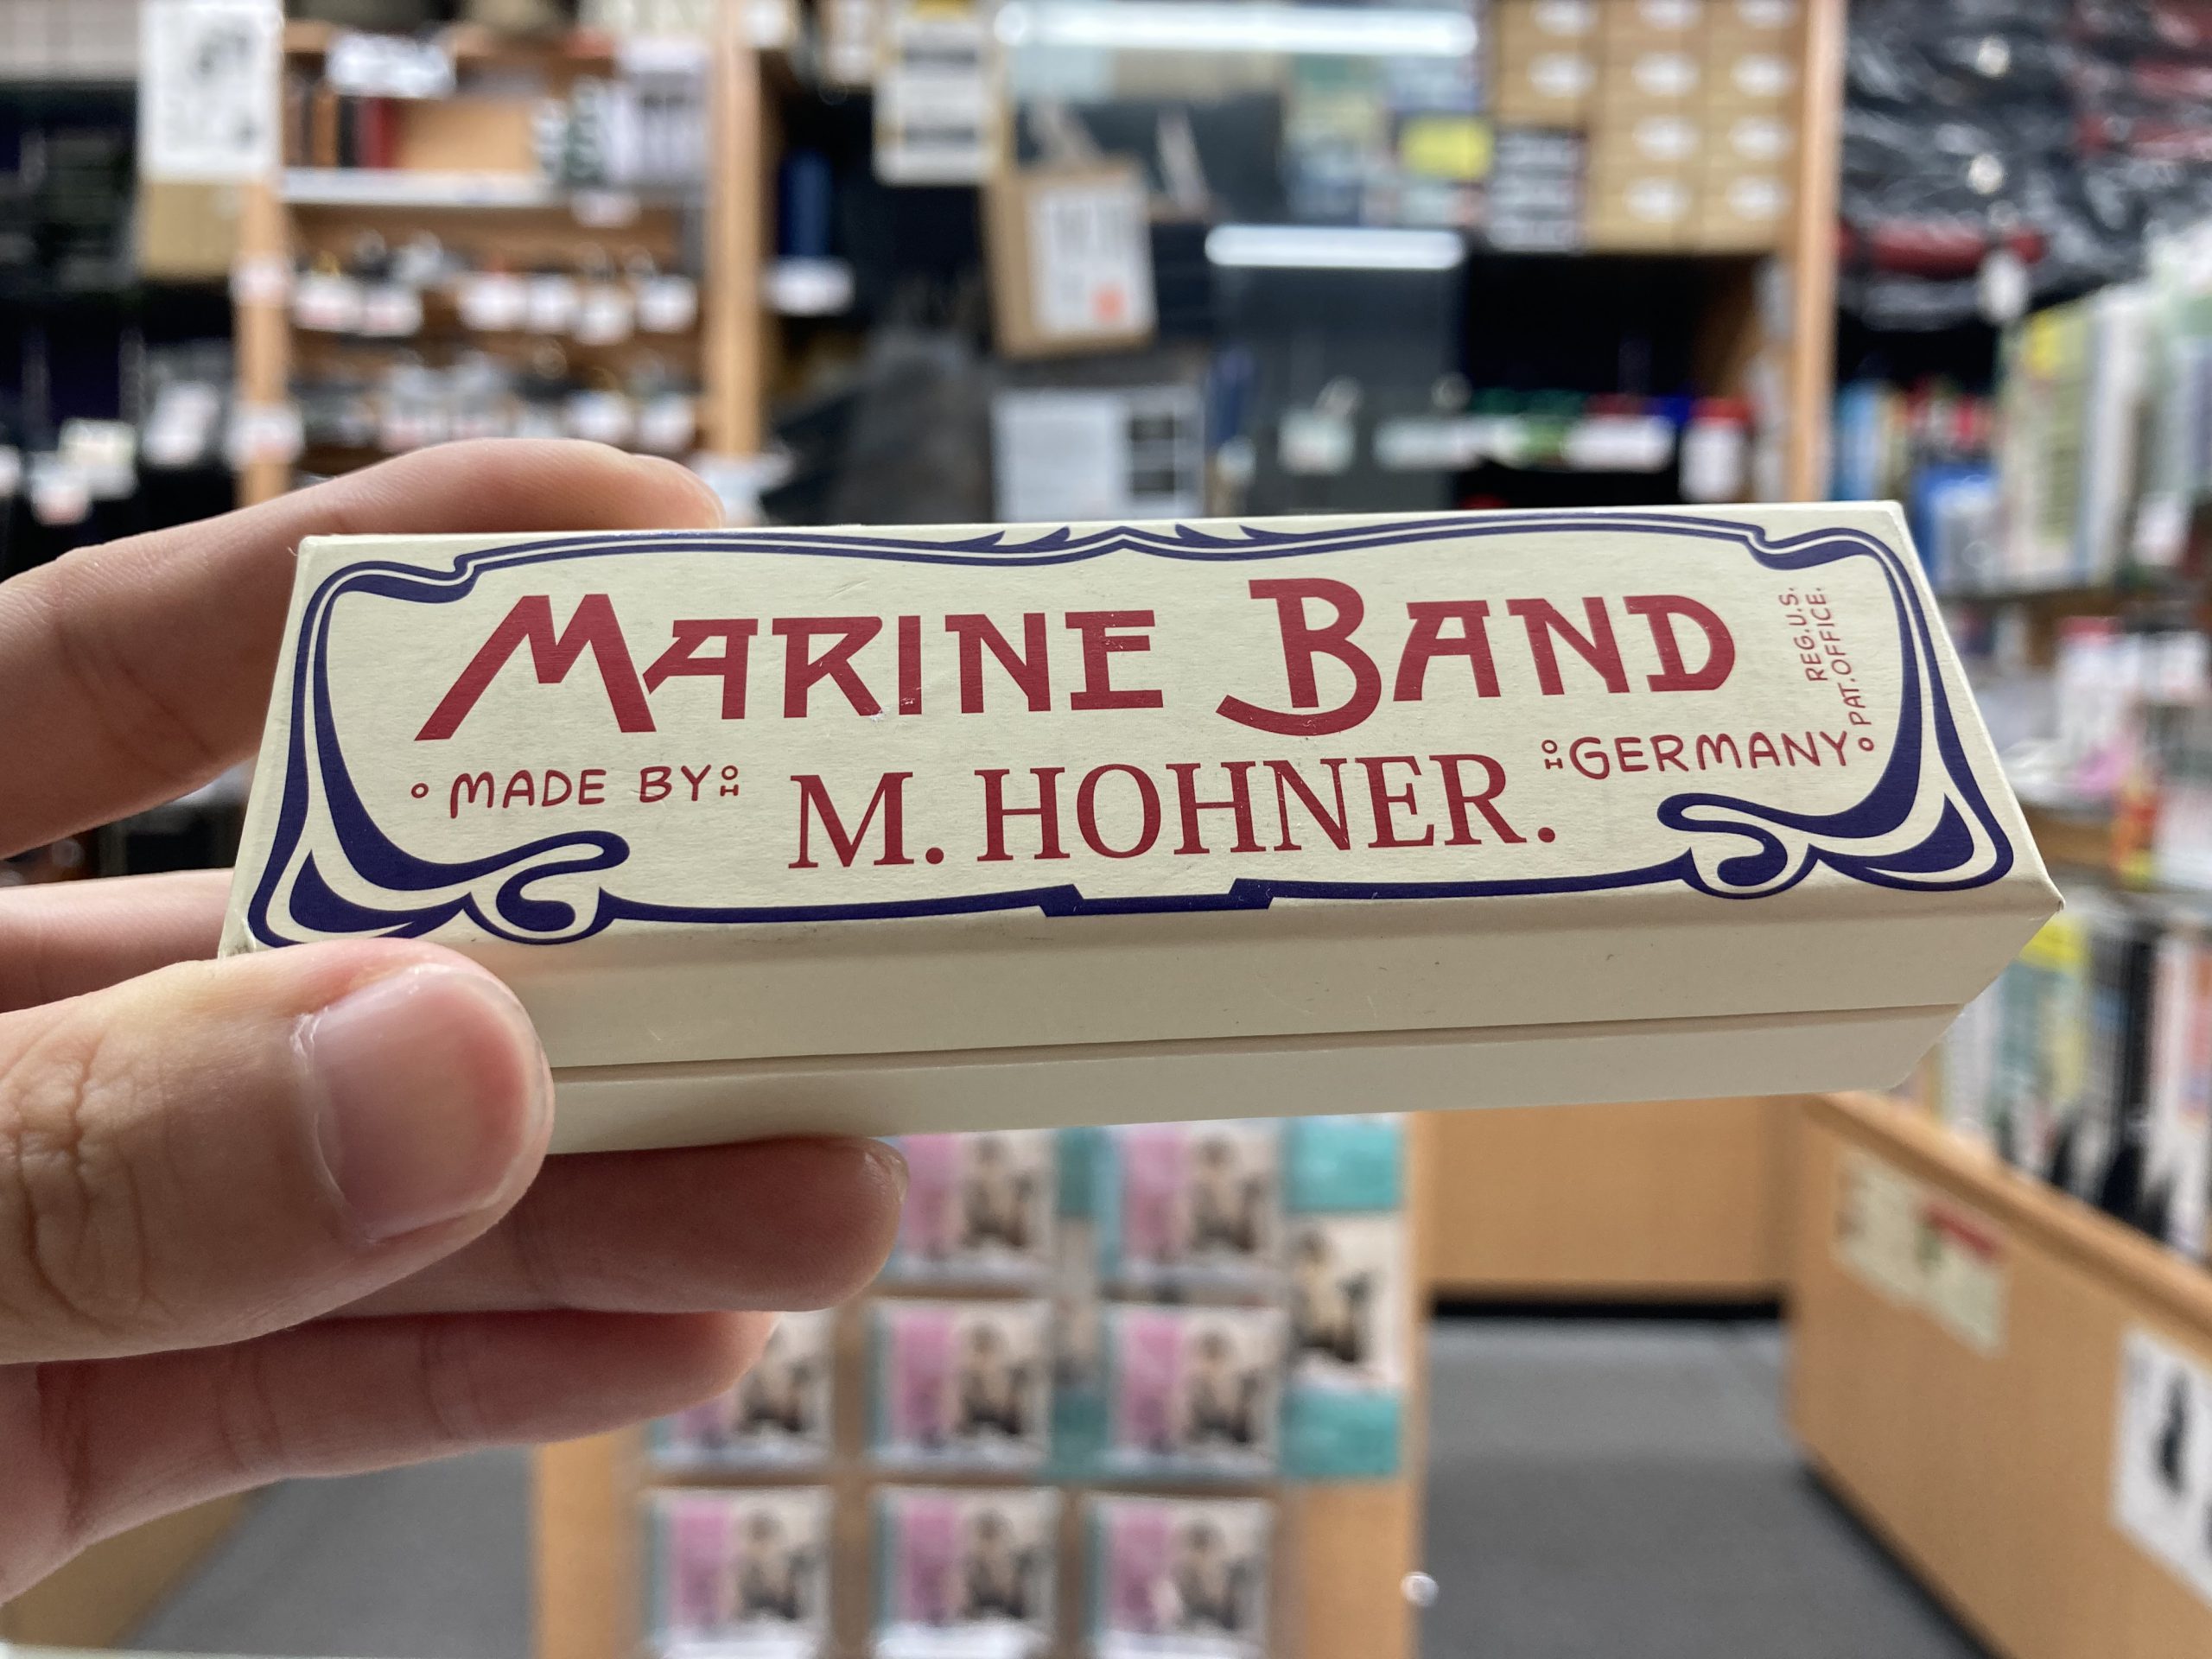 MARINE BAND
REG.U.S.
PAT.OFFICE.
MADE BY:
M. HOHNER.
GERMANY